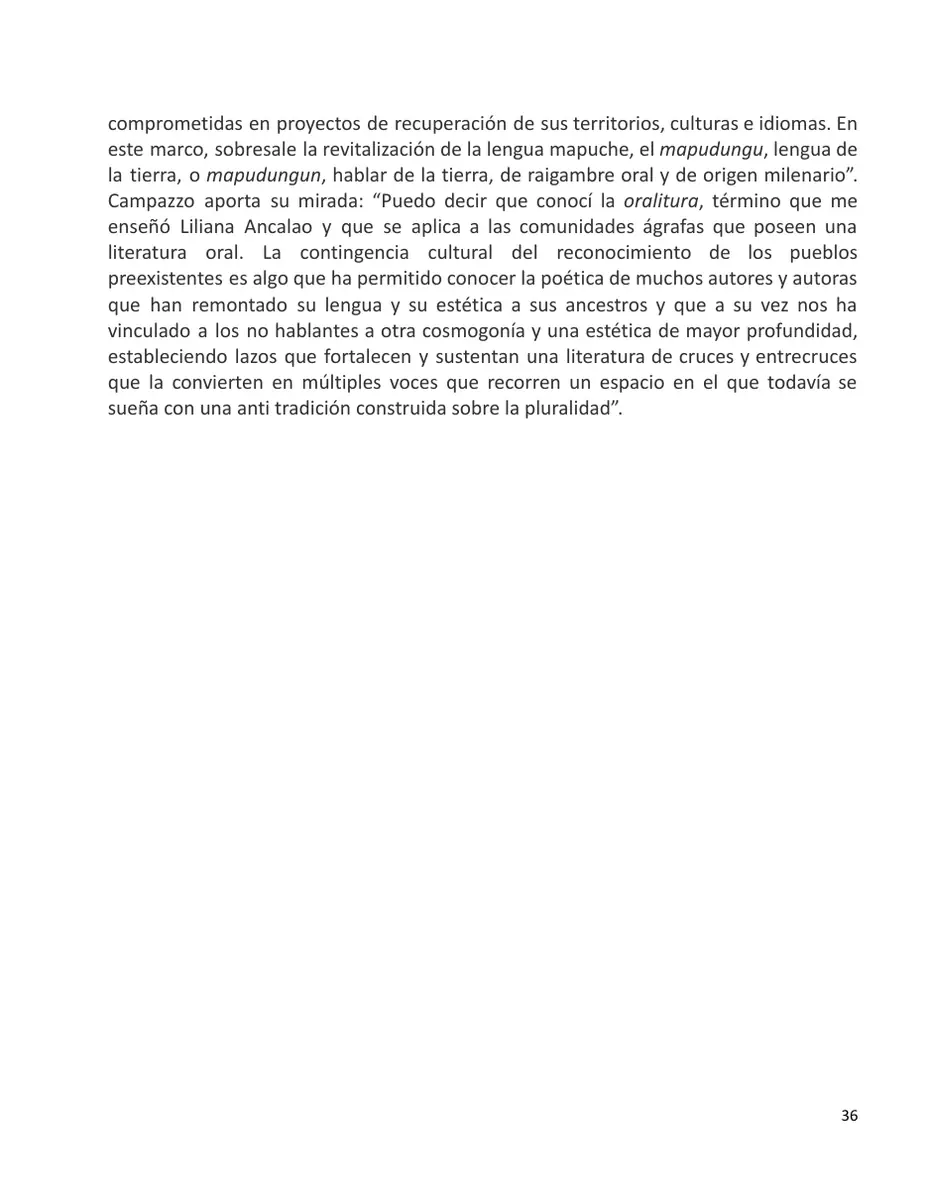 comprometidas en proyectos de recuperación de sus territorios, culturas e idiomas. En
este marco, sobresale la revitalización de la lengua mapuche, el mapudungu, lengua de
la tierra, o mapudungun, hablar de la tierra, de raigambre oral y de origen milenario”.
Campazzo aporta su mirada: “Puedo decir que conocí la oralitura, término que me
enseñó Liliana Ancalao y que se aplica a las comunidades ágrafas que poseen una
literatura oral. La contingencia cultural del reconocimiento de los pueblos
preexistentes es algo que ha permitido conocer la poética de muchos autores y autoras
que han remontado su lengua y su estética a sus ancestros y que a su vez nos ha
vinculado a los no hablantes a otra cosmogonía y una estética de mayor profundidad,
estableciendo lazos que fortalecen y sustentan una literatura de cruces y entrecruces
que la convierten en múltiples voces que recorren un espacio en el que todavía se
sueña con una anti tradición construida sobre la pluralidad”.
36